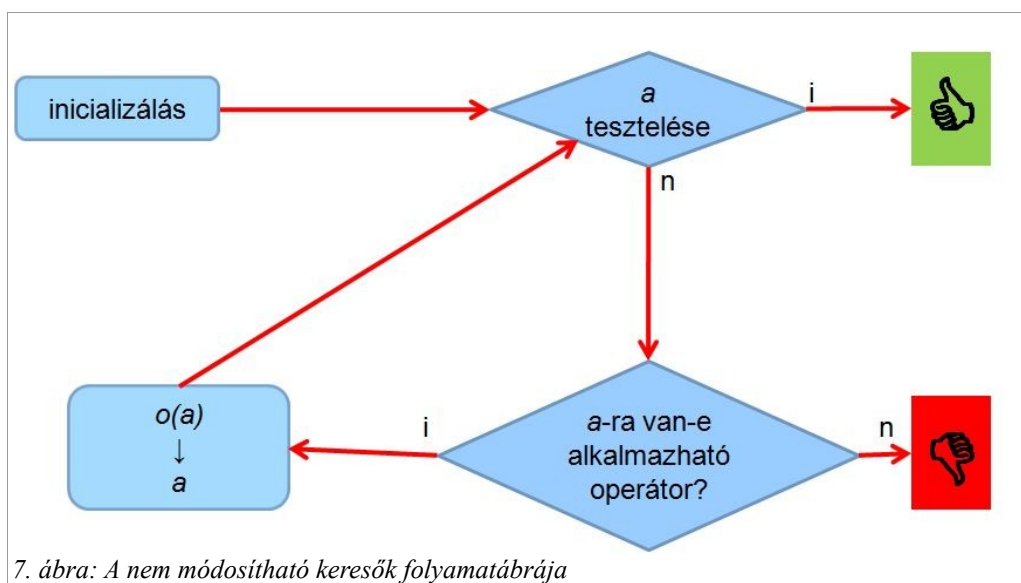 inicializálás
a
tesztelése
i
n
o(a)
↓
a
i
a-ra van-e
alkalmazható
operátor?
n
7. ábra: A nem módosítható keresők folyamatábrája